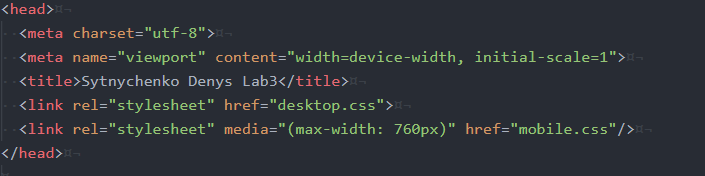 <head>
<meta charset="utf-8">
<meta name="viewport" content="width=device-width, initial-scale=1">
<title>Sytnychenko Denys Lab3</title>
<link rel="stylesheet" href="desktop.css">
<link rel="stylesheet" media="(max-width: 760px)" href="mobile.css"/>
</head>